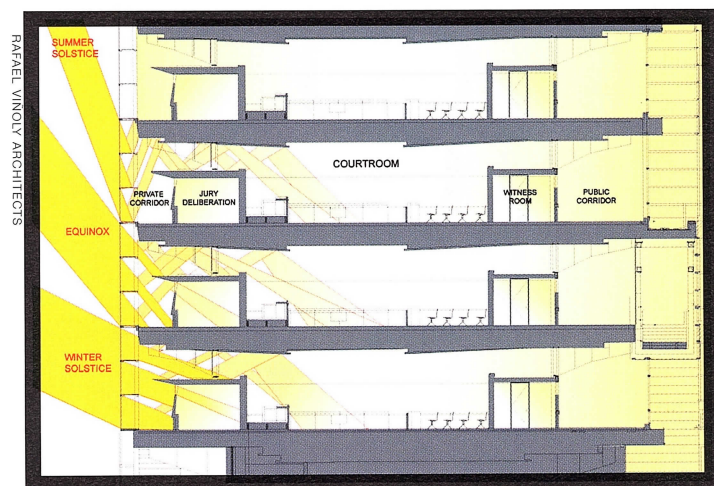 RAFAEL VIÑOLY ARCHITECTS
SUMMER
SOLSTICE
EQUINOX
WINTER
SOLSTICE
COURTROOM
PRIVATE
CORRIDOR
JURY
DELIBERATION
WITNESS
ROOM
PUBLIC
CORRIDOR